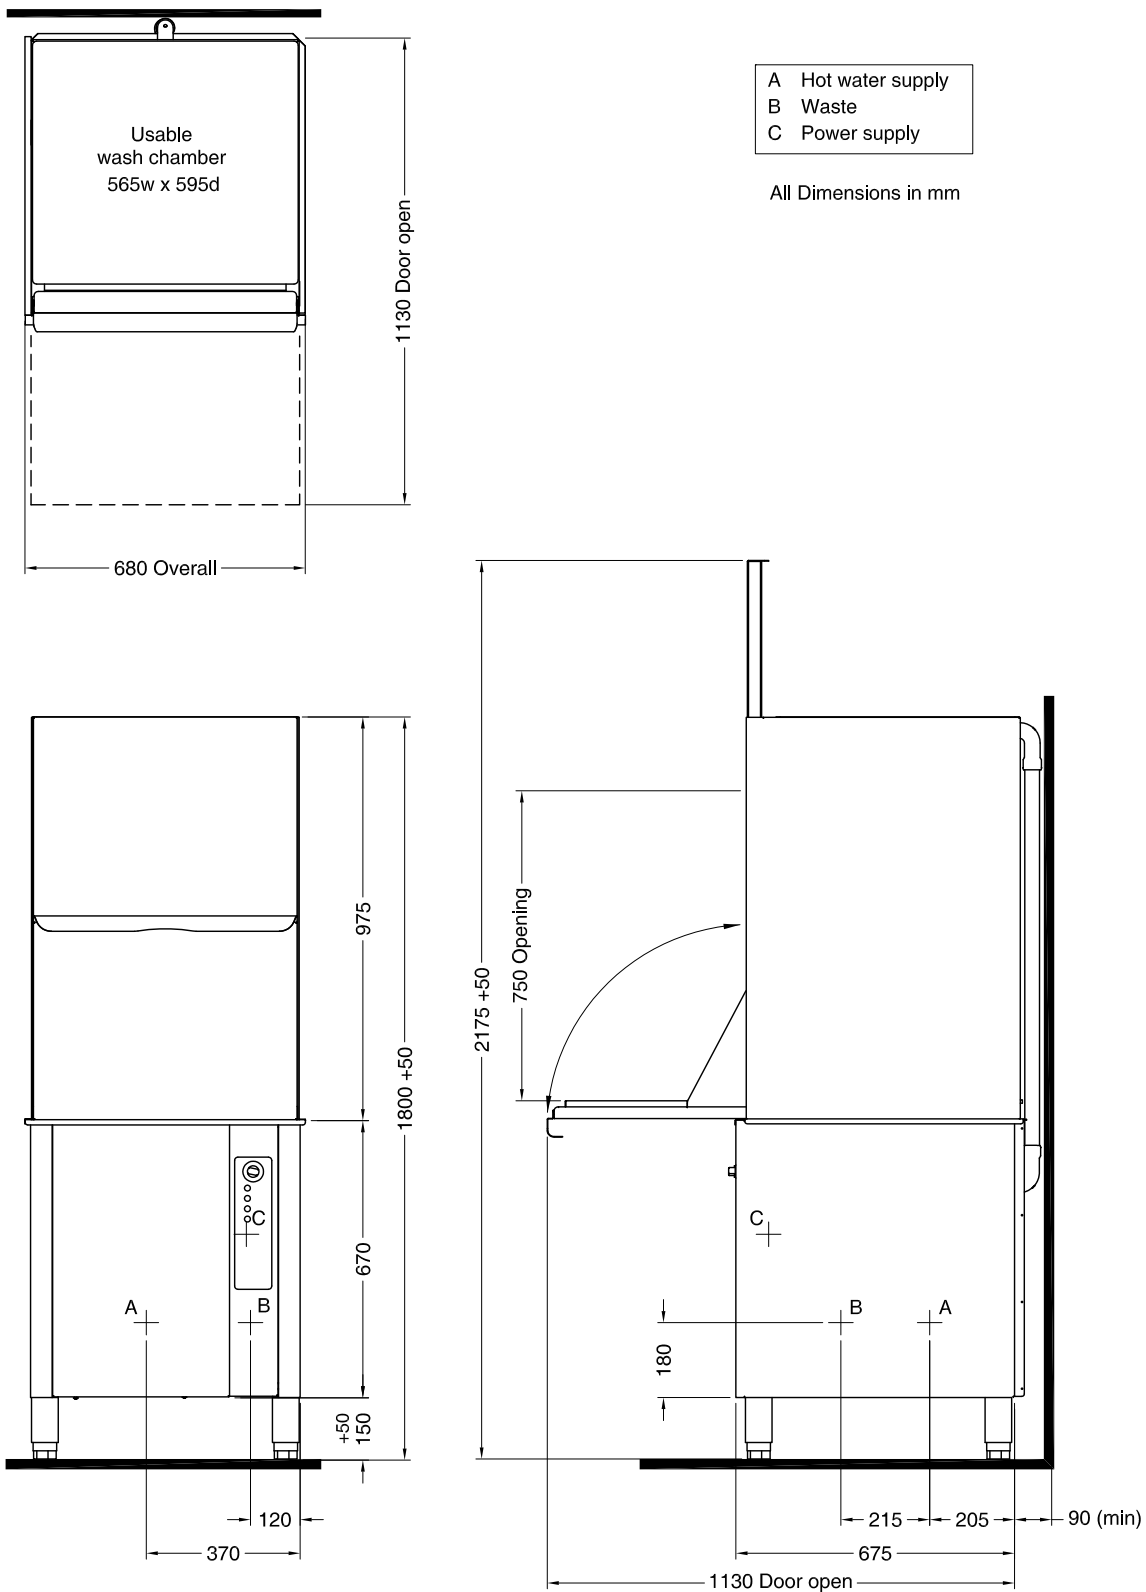 Usable
wash chamber
565w x 595d
1130 Door open
680 Overall
A Hot water supply
B Waste
C Power supply
All Dimensions in mm
975
1800 +50
670
+50
150
C
A
B
120
370
2175 +50
750 Opening
C
B
A
180
215
205
90 (min)
675
1130 Door open